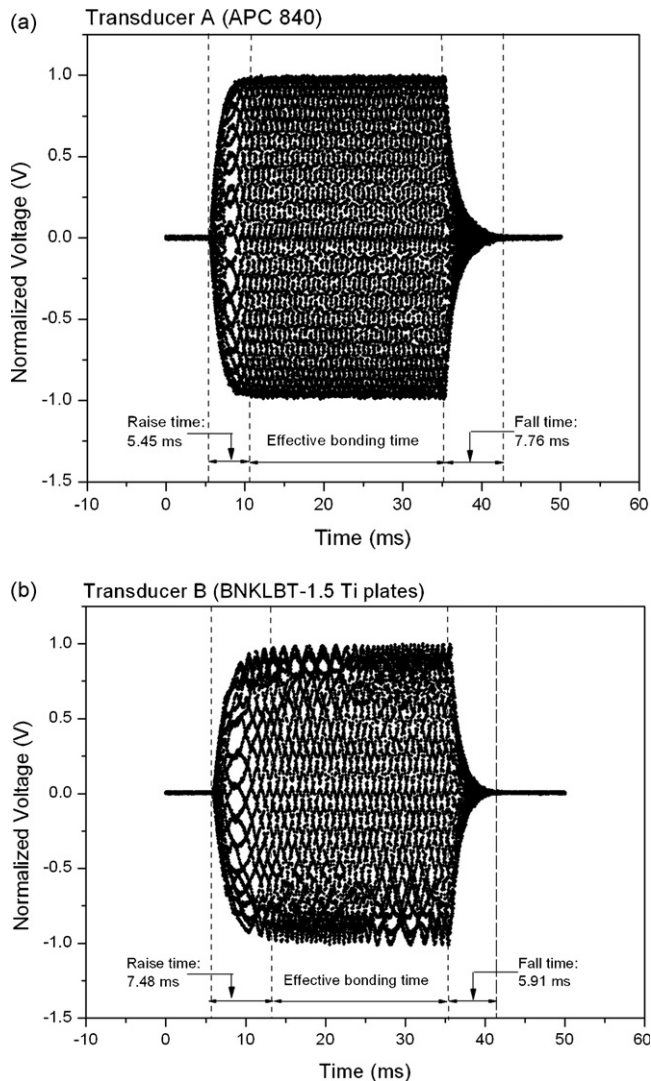 (a) Transducer A (APC 840)
1.0
0.5
0.0
-0.5
-1.0
-1.5
Normalized Voltage (V)
Raise time:
5.45 ms
Effective bonding time
Fall time:
7.76 ms
-10 0 10 20 30 40 50 60
Time (ms)
(b) Transducer B (BNKLBT-1.5 Ti plates)
1.0
0.5
0.0
-0.5
-1.0
-1.5
Normalized Voltage (V)
Raise time:
7.48 ms
Effective bonding time
Fall time:
5.91 ms
-10 0 10 20 30 40 50 60
Time (ms)